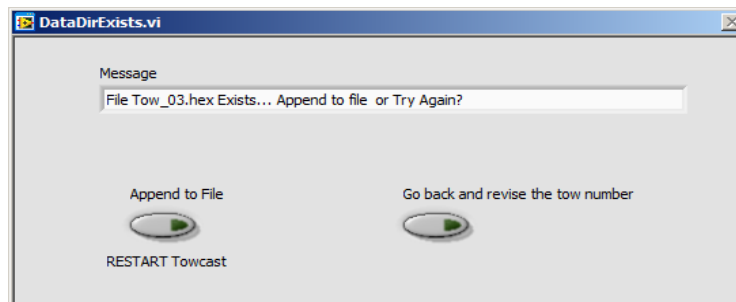 DataDirExists.vi
Message
File Tow_03.hex Exists... Append to file or Try Again?
Append to File
Go back and revise the tow number
RESTART Towcast